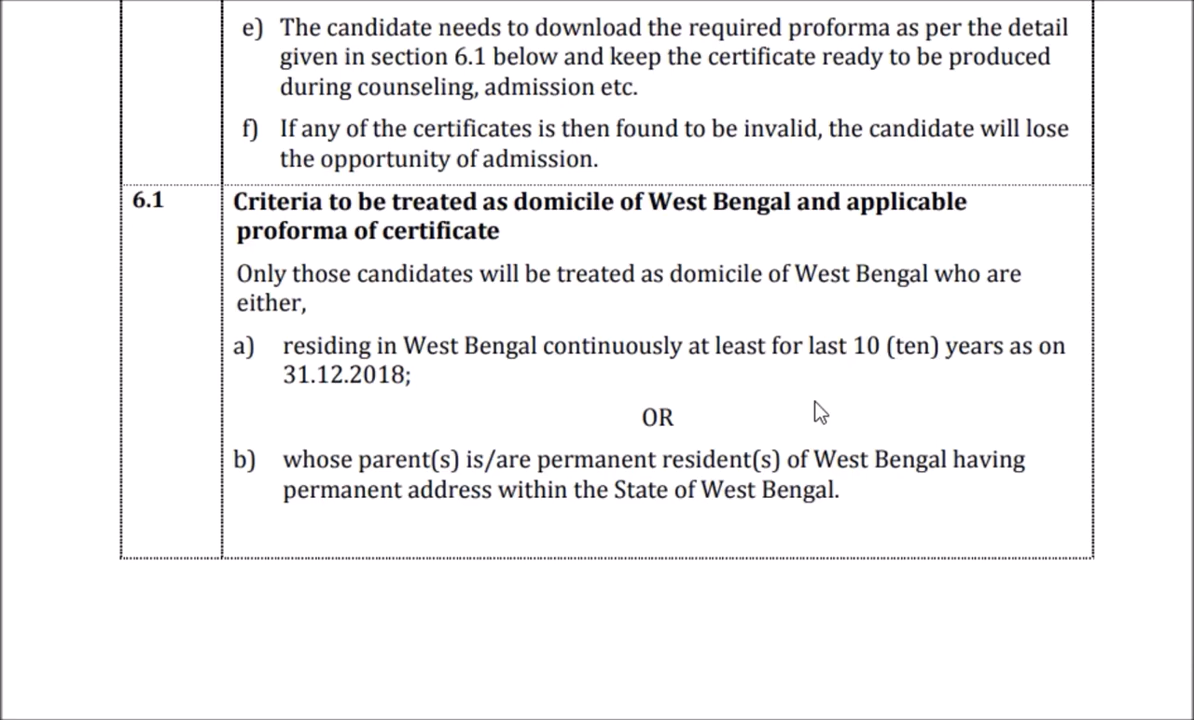 e) The candidate needs to download the required proforma as per the detail
given in section 6.1 below and keep the certificate ready to be produced
during counseling, admission etc.
f) If any of the certificates is then found to be invalid, the candidate will lose
the opportunity of admission.
6.1 Criteria to be treated as domicile of West Bengal and applicable
proforma of certificate
Only those candidates will be treated as domicile of West Bengal who are
either,
a) residing in West Bengal continuously at least for last 10 (ten) years as on
31.12.2018;
OR
b) whose parent(s) is/are permanent resident(s) of West Bengal having
permanent address within the State of West Bengal.